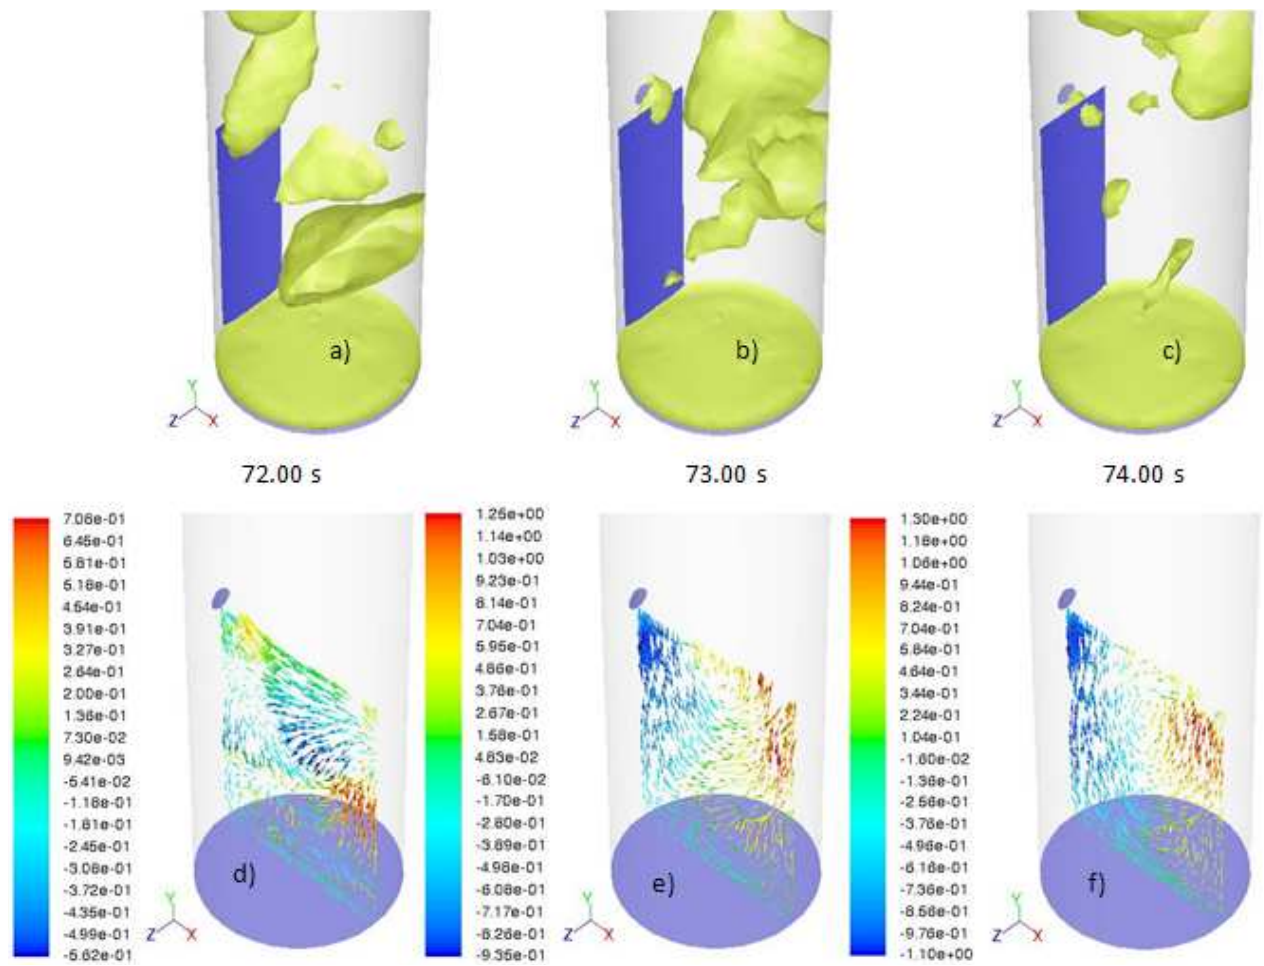 a)
b)
c)
Y
Z X
Y
Z X
Y
Z X
72.00 s
73.00 s
74.00 s
7.06e-01
6.45e-01
5.81e-01
5.18e-01
4.54e-01
3.91e-01
3.27e-01
2.64e-01
2.00e-01
1.36e-01
7.30e-02
9.42e-03
-5.41e-02
-1.18e-01
-1.81e-01
-2.45e-01
-3.08e-01
-3.72e-01
-4.35e-01
-4.99e-01
-5.62e-01
d)
Y
Z X
1.25e+00
1.14e+00
1.03e+00
9.23e-01
8.14e-01
7.04e-01
5.95e-01
4.86e-01
3.76e-01
2.67e-01
1.58e-01
4.83e-02
-6.10e-02
-1.70e-01
-2.80e-01
-3.89e-01
-4.98e-01
-6.08e-01
-7.17e-01
-8.26e-01
-9.35e-01
e)
Y
Z X
1.30e+00
1.18e+00
1.06e+00
9.44e-01
8.24e-01
7.04e-01
5.84e-01
4.64e-01
3.44e-01
2.24e-01
1.04e-01
-1.60e-02
-1.36e-01
-2.56e-01
-3.76e-01
-4.96e-01
-6.16e-01
-7.36e-01
-8.56e-01
-9.76e-01
-1.10e+00
f)
Y
Z X